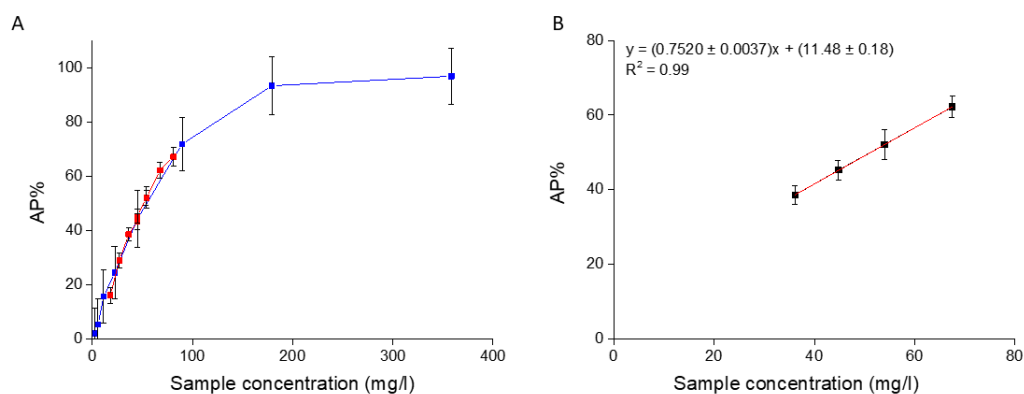 A
AP%
100
80
60
40
20
0
0 100 200 300 400
Sample concentration (mg/l)
B
y = (0.7520 ± 0.0037)x + (11.48 ± 0.18)
R² = 0.99
AP%
80
60
40
20
0
0 20 40 60 80
Sample concentration (mg/l)